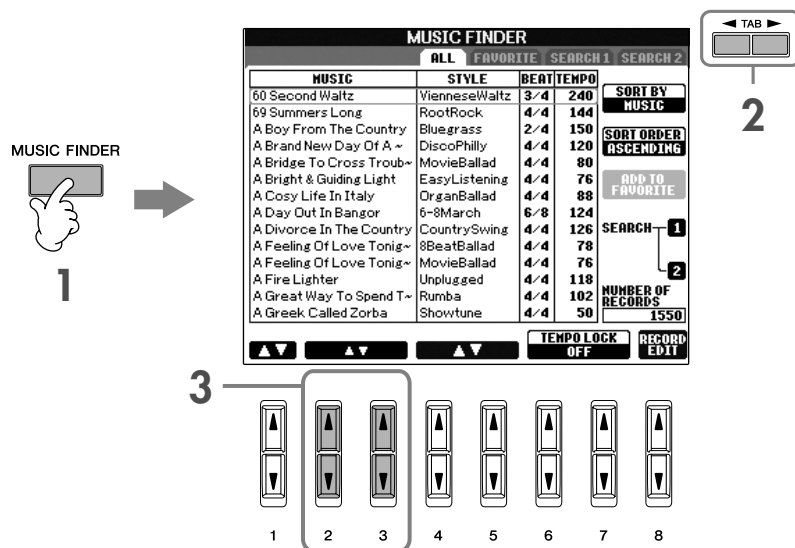 MUSIC FINDER
◄ TAB ►
ALL FAVORITE SEARCH 1 SEARCH 2
MUSIC STYLE BEAT TEMPO
60 Second Waltz VienneseWaltz 3/4 240
69 Summers Long RootRock 4/4 144
A Boy From The Country Bluegrass 2/4 150
A Brand New Day Of A ~ DiscoPhilly 4/4 120
A Bridge To Cross Troub~ MovieBallad 4/4 80
A Bright & Guiding Light EasyListening 4/4 76
A Cosy Life In Italy OrganBallad 4/4 88
A Day Out In Bangor 6-8March 6/8 124
A Divorce In The Country CountrySwing 4/4 126
A Feeling Of Love Tonig~ 8BeatBallad 4/4 78
A Feeling Of Love Tonig~ MovieBallad 4/4 76
A Fire Lighter Unplugged 4/4 118
A Great Way To Spend T~ Rumba 4/4 102
A Greek Called Zorba Showtune 4/4 50
SORT BY
MUSIC
SORT ORDER
ASCENDING
ADD TO
FAVORITE
SEARCH 1
2
NUMBER OF
RECORDS
1550
TEMPO LOCK
OFF
RECORD
EDIT
2
MUSIC FINDER
1
3
1 2 3 4 5 6 7 8